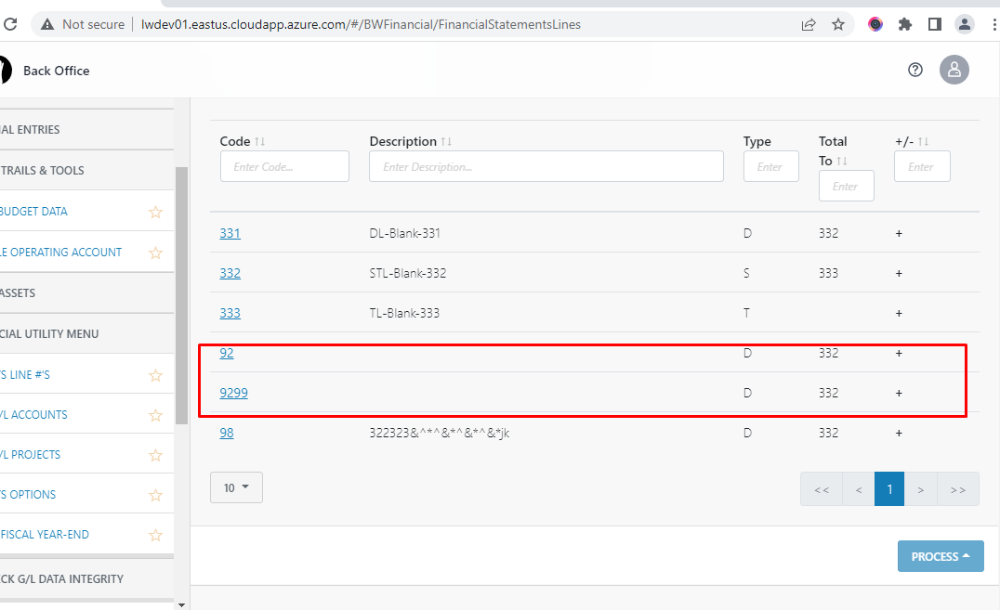 Not secure | lwdev01.eastus.cloudapp.azure.com/#/BWFinancial/FinancialStatementsLines
Back Office
IAL ENTRIES
TRAILS & TOOLS
BUDGET DATA
LE OPERATING ACCOUNT
ASSETS
CIAL UTILITY MENU
'S LINE #'S
/L ACCOUNTS
/L PROJECTS
'S OPTIONS
FISCAL YEAR-END
CK G/L DATA INTEGRITY
Code Description Type Total To +/-
Enter Code... Enter Description... Enter Enter Enter
331 DL-Blank-331 D 332 +
332 STL-Blank-332 S 333 +
333 TL-Blank-333 T +
92 D 332 +
9299 D 332 +
98 322323&^*^&*^&*^&*jk D 332 +
10 << < 1 > >>
PROCESS